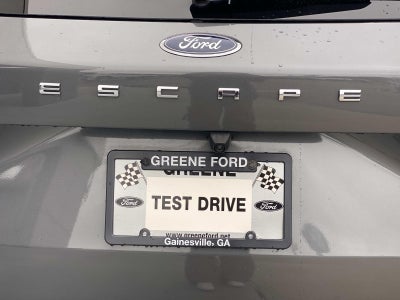 Ford
ESCAPE
GREENE FORD
GREENE
TEST DRIVE
Ford
Ford
www.greeneford.net
Gainesville, GA